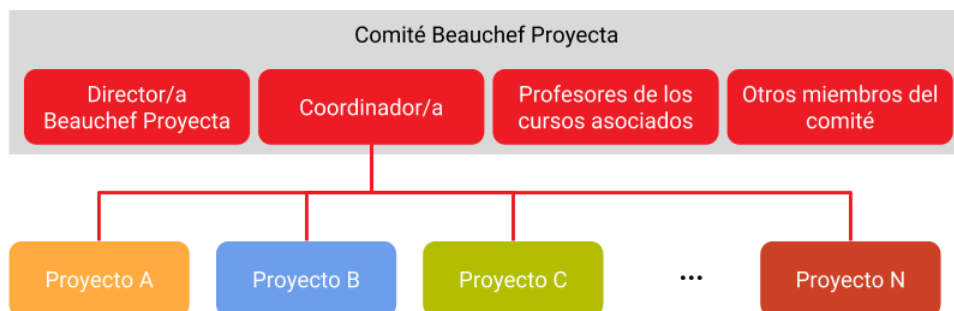 Comité Beauchef Proyecta
Director/a
Beauchef Proyecta
Coordinador/a
Profesores de los
cursos asociados
Otros miembros del
comité
Proyecto A
Proyecto B
Proyecto C
...
Proyecto N